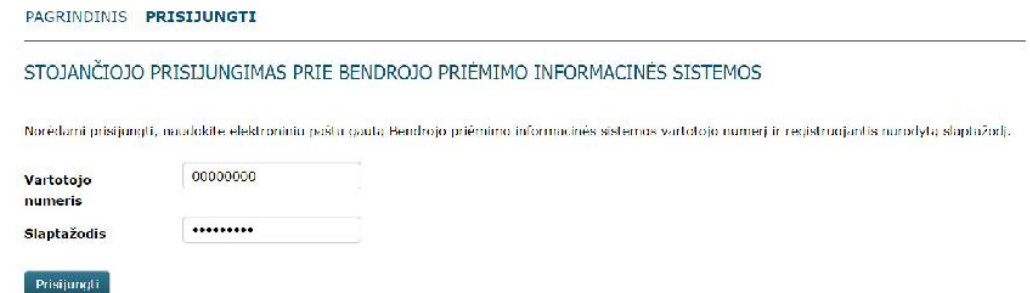 PAGRINDINIS PRISIJUNGTI
STOJANČIOJO PRISIJUNGIMAS PRIE BENDROJO PRIĖMIMO INFORMACINĖS SISTEMOS
Norėdami prisijungti, naudokite elektroniniu paštu gautą Bendrojo priėmimo informacinės sistemos vartotojo numerį ir registruojantis nurodytą slaptažodį.
Vartotojo
numeris
00000000
Slaptažodis
•••••••••
Prisijungti